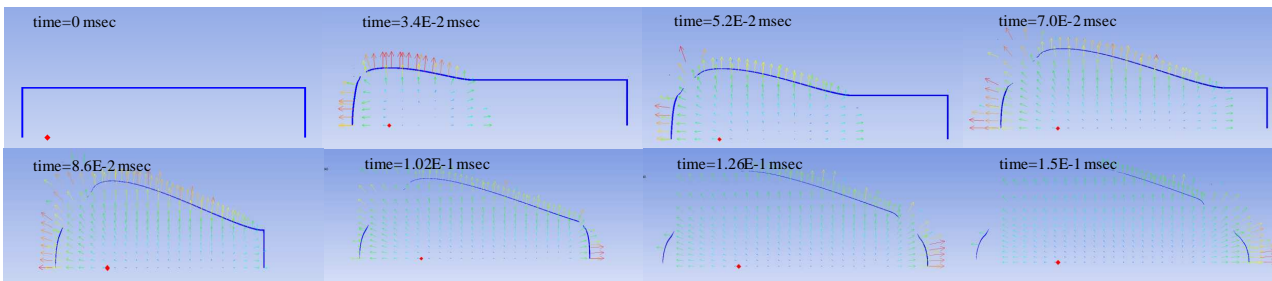 time=0 msec
time=3.4E-2 msec
time=5.2E-2 msec
time=7.0E-2 msec
time=8.6E-2 msec
time=1.02E-1 msec
time=1.26E-1 msec
time=1.5E-1 msec